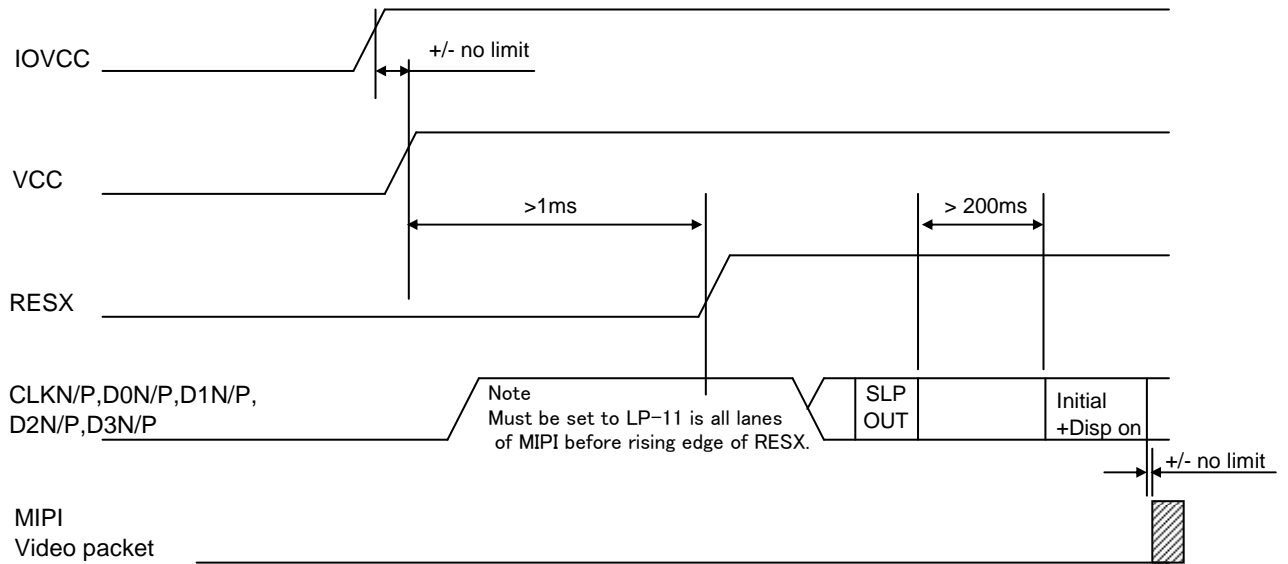 IOVCC
+/- no limit
VCC
>1ms
> 200ms
RESX
CLKN/P,D0N/P,D1N/P,
D2N/P,D3N/P
Note
Must be set to LP-11 is all lanes
of MIPI before rising edge of RESX.
SLP
OUT
Initial
+Disp on
+/- no limit
MIPI
Video packet